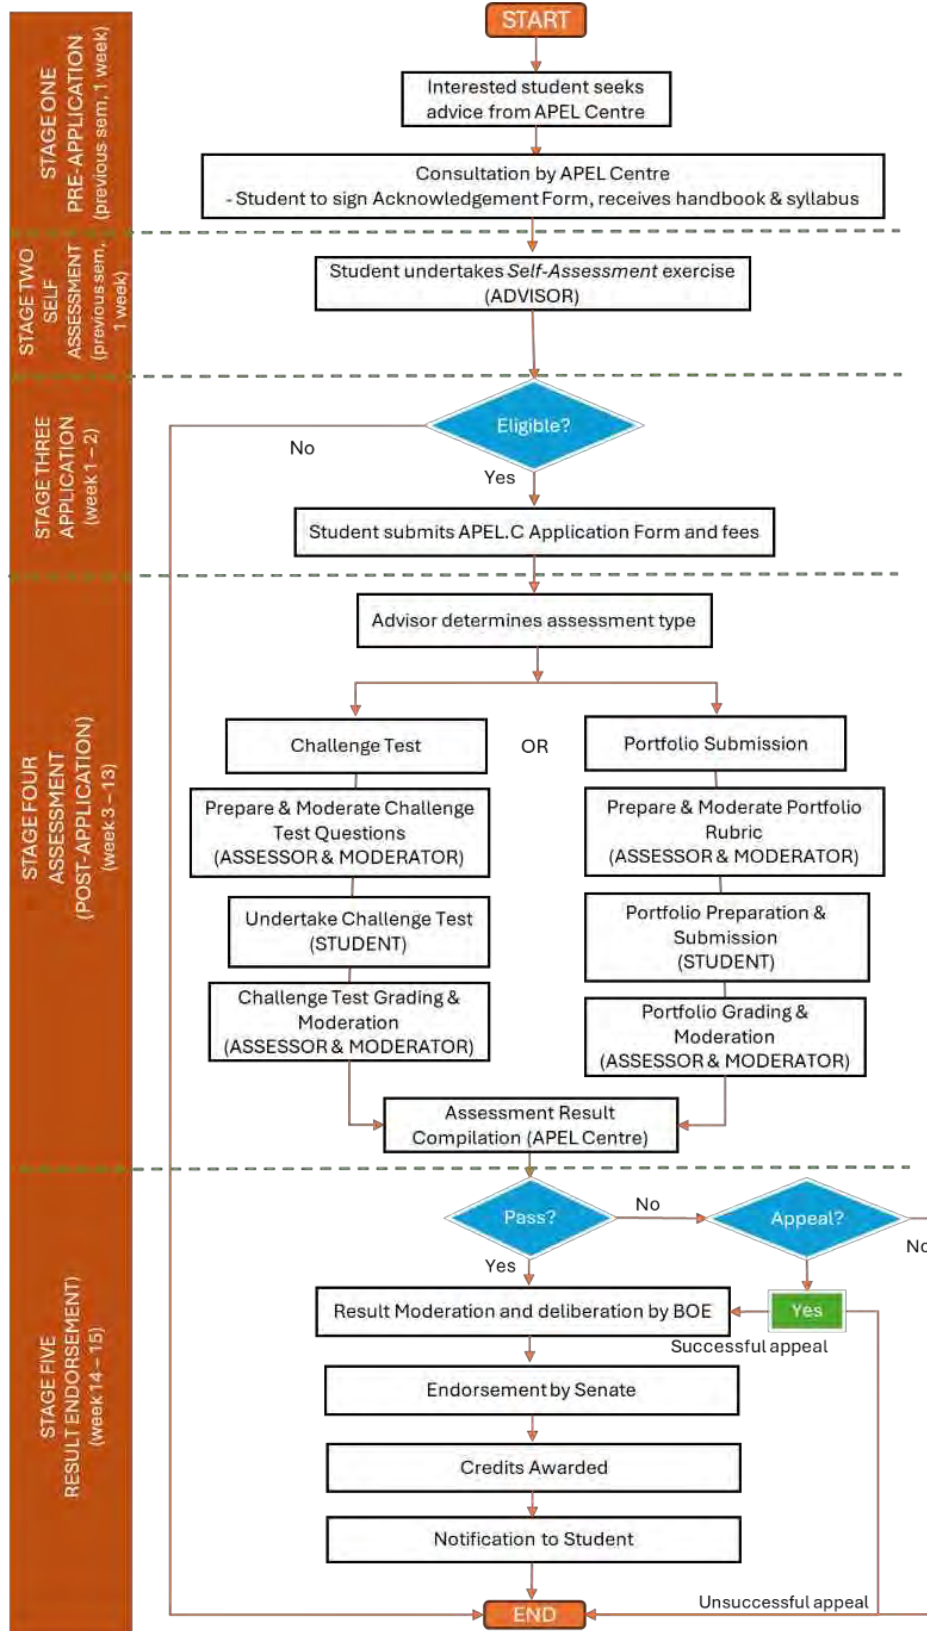 START
STAGE ONE
PRE-APPLICATION
(previous sem, 1 week)
Interested student seeks
advice from APEL Centre
Consultation by APEL Centre
- Student to sign Acknowledgement Form, receives handbook & syllabus
STAGE TWO
SELF
ASSESSMENT
(previous sem,
1 week)
Student undertakes Self-Assessment exercise
(ADVISOR)
STAGE THREE
APPLICATION
(week 1 – 2)
Eligible?
No
Yes
Student submits APEL.C Application Form and fees
STAGE FOUR
ASSESSMENT
(POST-APPLICATION)
(week 3 – 13)
Advisor determines assessment type
Challenge Test
OR
Portfolio Submission
Prepare & Moderate Challenge
Test Questions
(ASSESSOR & MODERATOR)
Prepare & Moderate Portfolio
Rubric
(ASSESSOR & MODERATOR)
Undertake Challenge Test
(STUDENT)
Portfolio Preparation &
Submission
(STUDENT)
Challenge Test Grading &
Moderation
(ASSESSOR & MODERATOR)
Portfolio Grading &
Moderation
(ASSESSOR & MODERATOR)
Assessment Result
Compilation (APEL Centre)
STAGE FIVE
RESULT ENDORSEMENT)
(week 14 – 15)
Pass?
No
Appeal?
No
Yes
Result Moderation and deliberation by BOE
Yes
Successful appeal
Endorsement by Senate
Credits Awarded
Notification to Student
Unsuccessful appeal
END